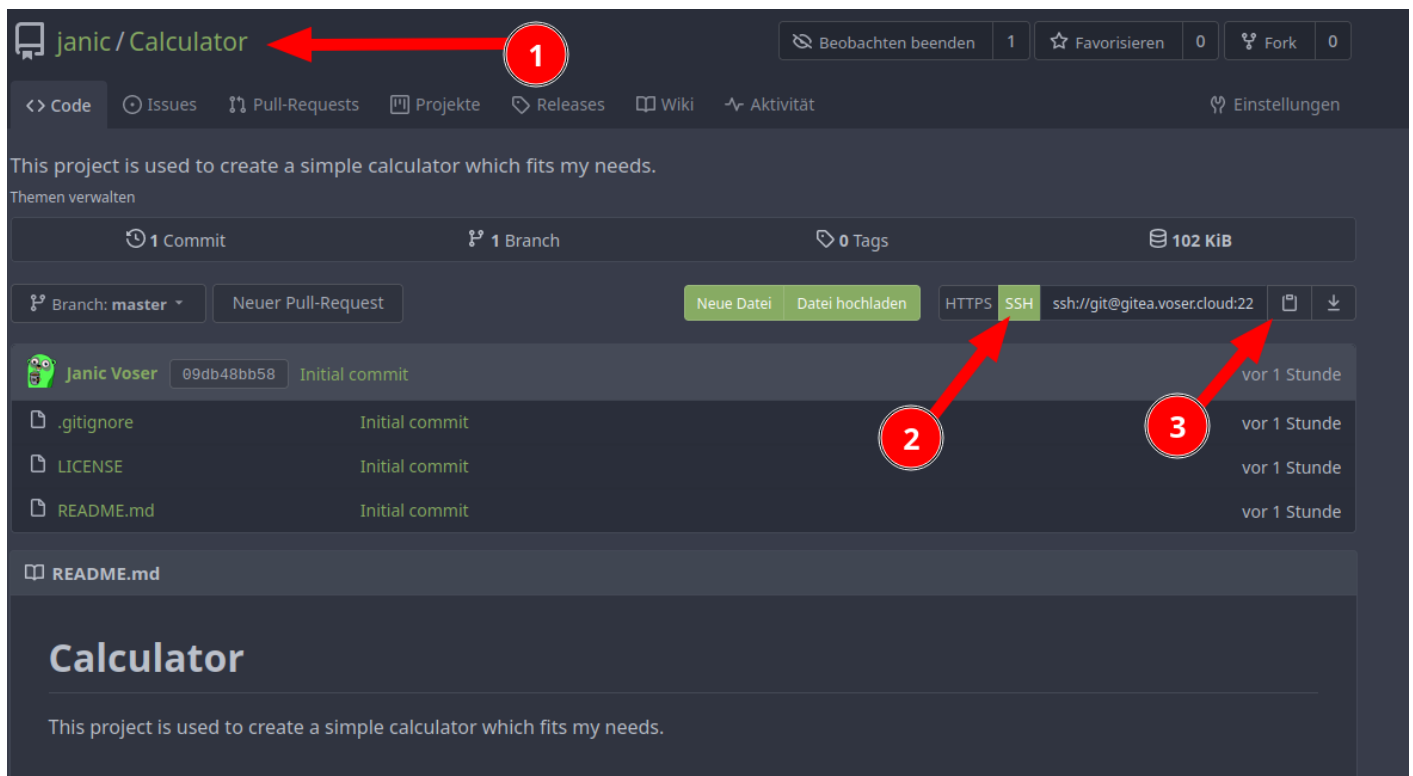 janic / Calculator
1
Beobachten beenden 1 Favorisieren 0 Fork 0
Code Issues Pull-Requests Projekte Releases Wiki Aktivität Einstellungen
This project is used to create a simple calculator which fits my needs.
Themen verwalten
1 Commit 1 Branch 0 Tags 102 KiB
Branch: master Neuer Pull-Request Neue Datei Datei hochladen HTTPS SSH ssh://git@gitea.voser.cloud:22
Janic Voser 09db48bb58 Initial commit vor 1 Stunde
.gitignore Initial commit vor 1 Stunde
2
3
LICENSE Initial commit vor 1 Stunde
README.md Initial commit vor 1 Stunde
README.md
Calculator
This project is used to create a simple calculator which fits my needs.